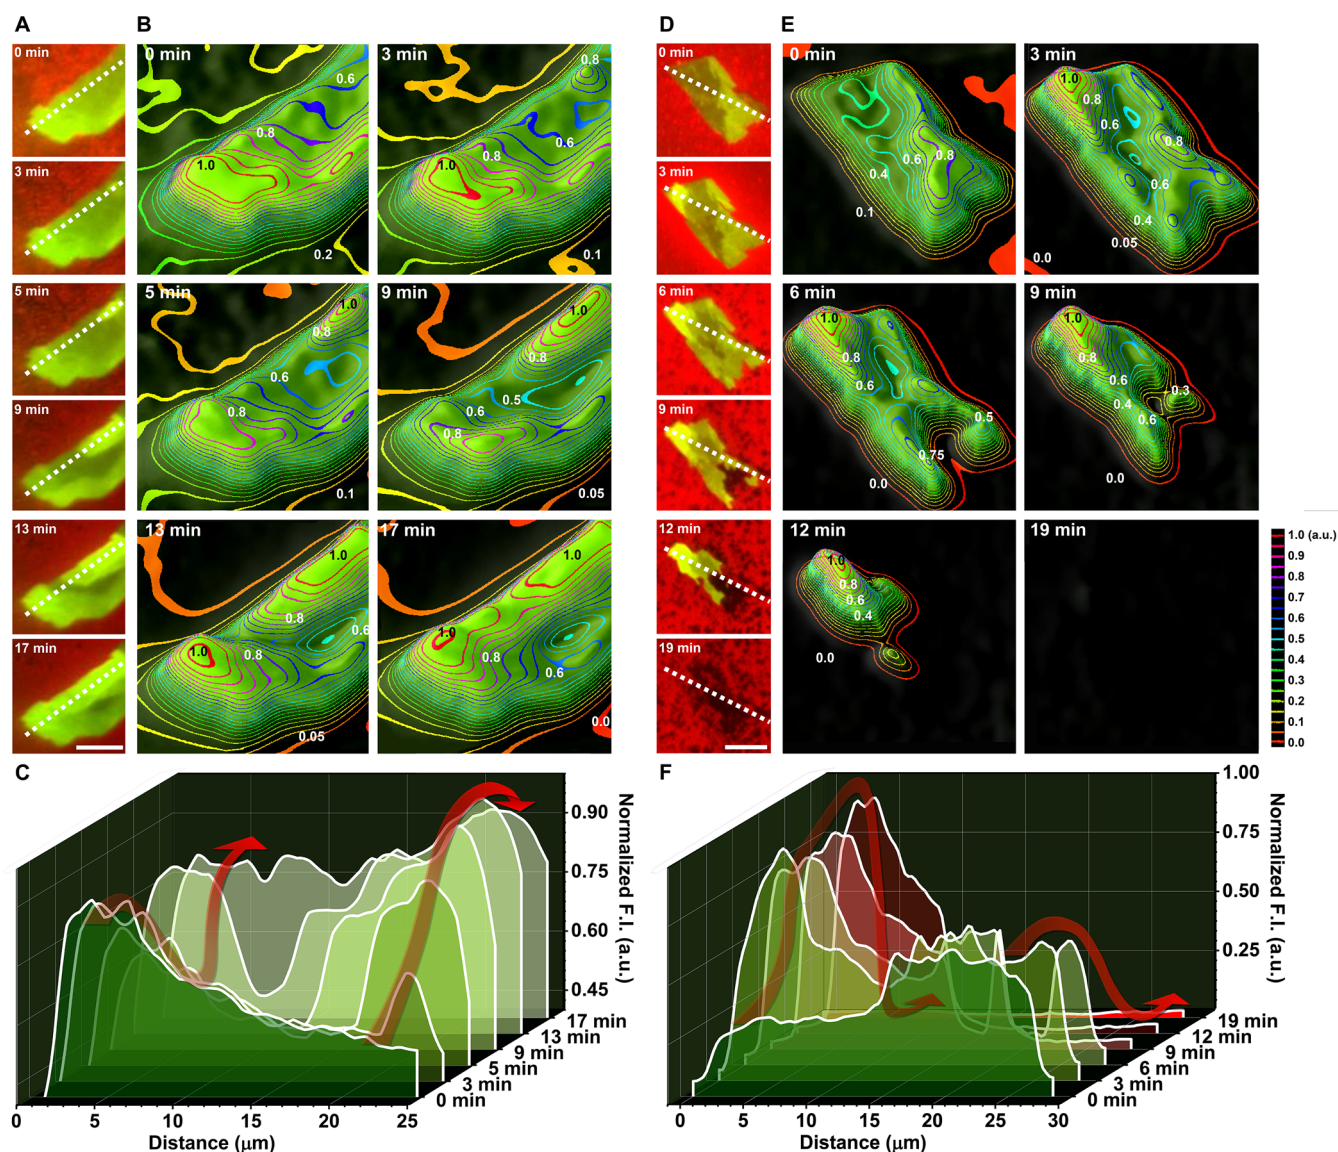 A
0 min
3 min
5 min
9 min
13 min
17 min
B
0 min
1.0
0.8
0.6
0.2
3 min
0.8
0.6
0.8
1.0
0.1
5 min
1.0
0.8
0.6
0.8
0.1
9 min
1.0
0.8
0.5
0.6
0.8
0.05
13 min
1.0
0.8
0.6
0.8
1.0
0.05
17 min
1.0
1.0
0.8
0.6
0.0
C
0.90
0.75
0.60
0.45
Normalized F.I. (a.u.)
17 min
13 min
9 min
5 min
3 min
0 min
0 5 10 15 20 25
Distance (μm)
D
0 min
3 min
6 min
9 min
12 min
19 min
E
0 min
0.6
0.8
0.4
0.1
3 min
1.0
0.8
0.6
0.8
0.6
0.4
0.05
0.0
6 min
1.0
0.8
0.6
0.5
0.75
0.0
9 min
1.0
0.8
0.6
0.3
0.4
0.6
0.0
12 min
1.0
0.8
0.6
0.4
0.0
19 min
1.0 (a.u.)
0.9
0.8
0.7
0.6
0.5
0.4
0.3
0.2
0.1
0.0
F
1.00
0.75
0.50
0.25
Normalized F.I. (a.u.)
19 min
12 min
9 min
6 min
3 min
0 min
0 5 10 15 20 25 30
Distance (μm)